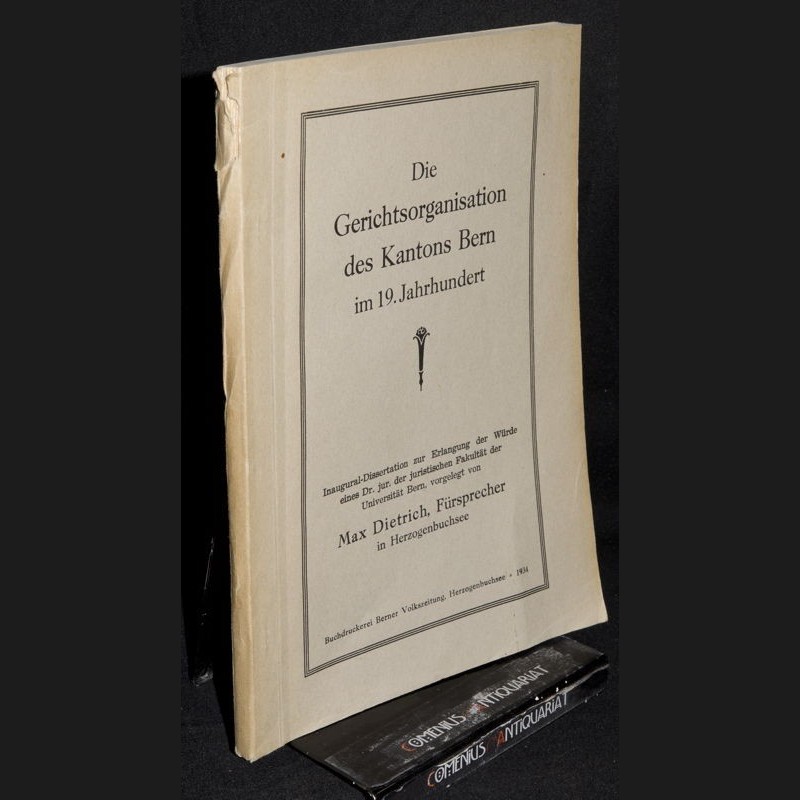 Die
Gerichtsorganisation
des Kantons Bern
im 19. Jahrhundert
Inaugural-Dissertation zur Erlangung der Würde
eines Dr. jur. der juristischen Fakultät der
Universität Bern, vorgelegt von
Max Dietrich, Fürsprecher
in Herzogenbuchsee
Buchdruckerei Berner Volkszeitung, Herzogenbuchsee - 1934
COMENIUS ANTIQUARIAT
COMENIUS ANTIQUARIAT